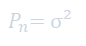 Pₙ = σ²